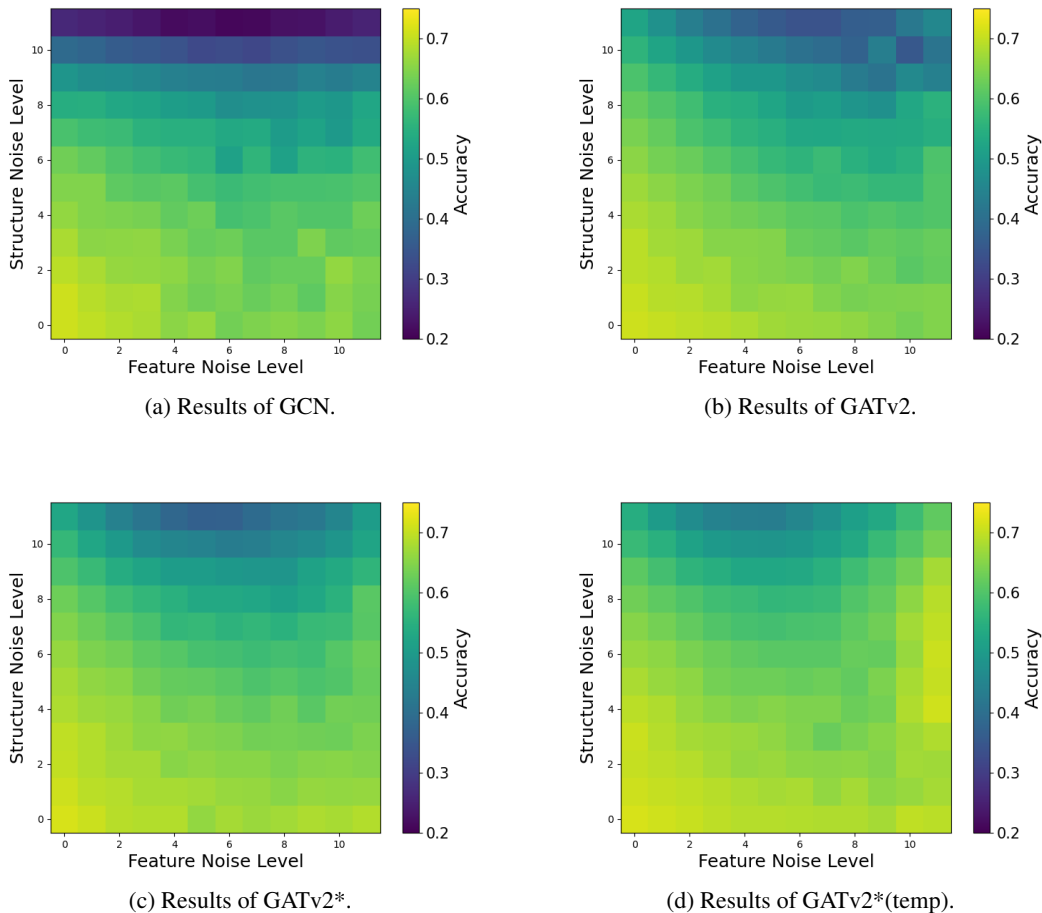 0.7
0.6
0.5
0.4
0.3
0.2
Accuracy
10
8
6
4
2
0
Structure Noise Level
0 2 4 6 8 10
Feature Noise Level
(a) Results of GCN.
0.7
0.6
0.5
0.4
0.3
0.2
Accuracy
10
8
6
4
2
0
Structure Noise Level
0 2 4 6 8 10
Feature Noise Level
(b) Results of GATv2.
0.7
0.6
0.5
0.4
0.3
0.2
Accuracy
10
8
6
4
2
0
Structure Noise Level
0 2 4 6 8 10
Feature Noise Level
(c) Results of GATv2*.
0.7
0.6
0.5
0.4
0.3
0.2
Accuracy
10
8
6
4
2
0
Structure Noise Level
0 2 4 6 8 10
Feature Noise Level
(d) Results of GATv2*(temp).